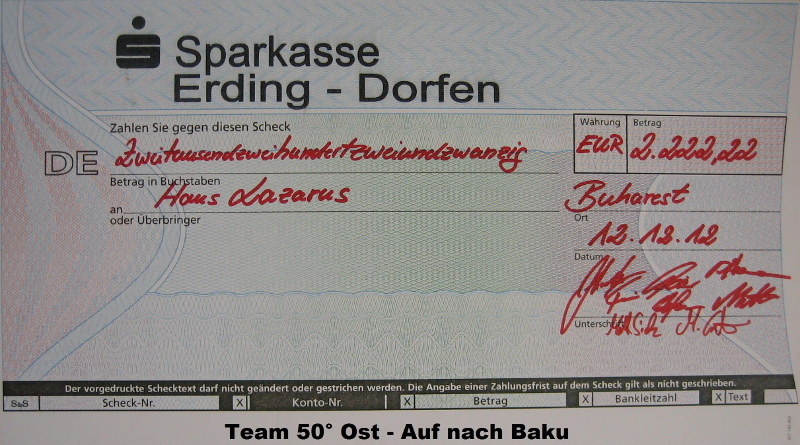 Sparkasse
Erding - Dorfen
Zahlen Sie gegen diesen Scheck
Währung
Betrag
DE
Zweitausendzweihundertzweiundzwanzig
EUR
2.222,22
Betrag in Buchstaben
Haus Lazarus
Bucharest
an
oder Überbringer
Ort
12.12.12
Datum
Unterschrift
Der vorgedruckte Schecktext darf nicht geändert oder gestrichen werden. Die Angabe einer Zahlungsfrist auf dem Scheck gilt als nicht geschrieben.
S&S Scheck-Nr. X Konto-Nr. X Betrag X Bankleitzahl X Text
Team 50° Ost - Auf nach Baku